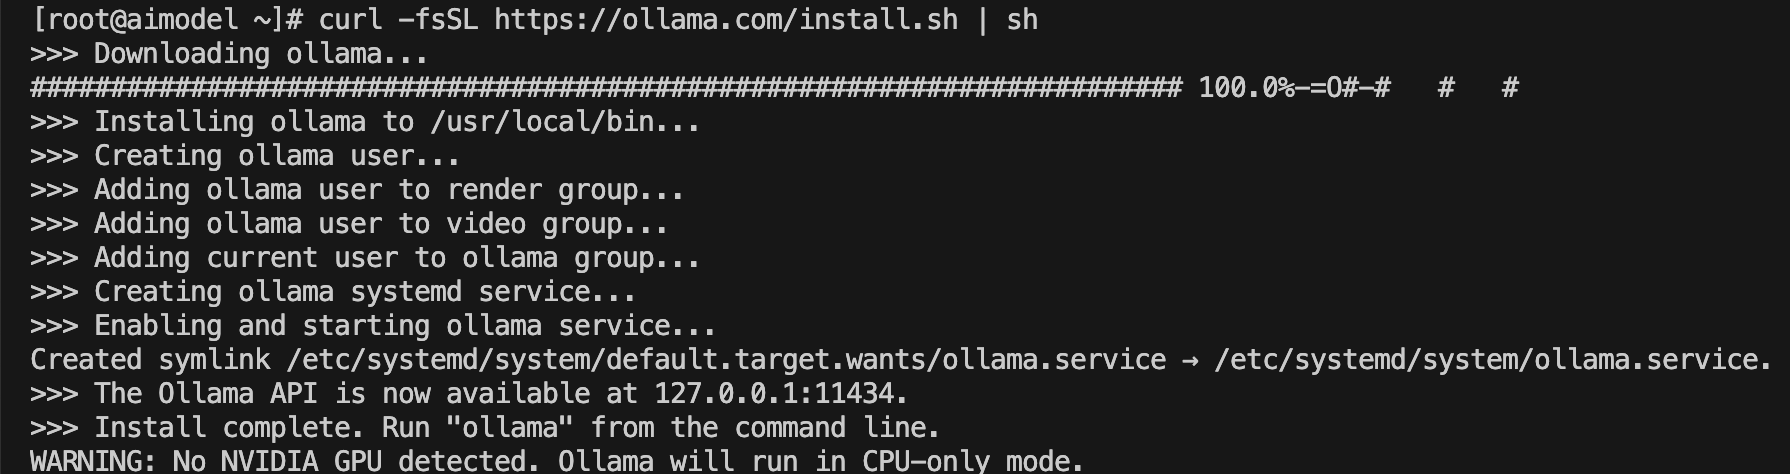 [root@aimodel ~]# curl -fsSL https://ollama.com/install.sh | sh
>>> Downloading ollama...
######################################################################## 100.0%-=O#-#   #   #
>>> Installing ollama to /usr/local/bin...
>>> Creating ollama user...
>>> Adding ollama user to render group...
>>> Adding ollama user to video group...
>>> Adding current user to ollama group...
>>> Creating ollama systemd service...
>>> Enabling and starting ollama service...
Created symlink /etc/systemd/system/default.target.wants/ollama.service → /etc/systemd/system/ollama.service.
>>> The Ollama API is now available at 127.0.0.1:11434.
>>> Install complete. Run "ollama" from the command line.
WARNING: No NVIDIA GPU detected. Ollama will run in CPU-only mode.